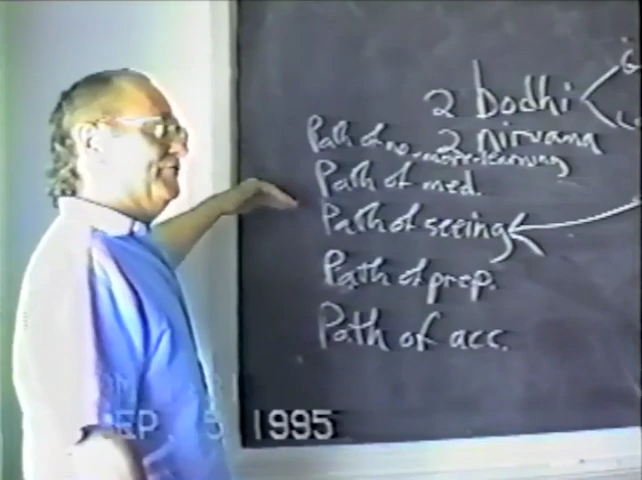 2 bodhi
2 nirvana
Path of no-more-learning
Path of med.
Path of seeing
Path of prep.
Path of acc.
SEP. 5 1995